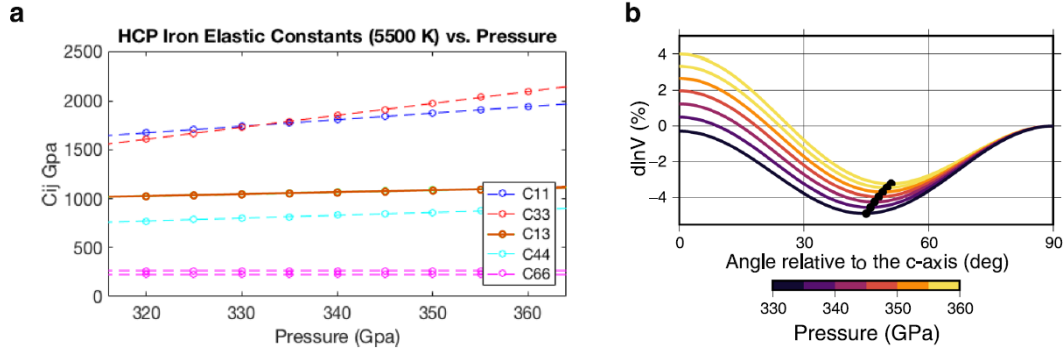 a
HCP Iron Elastic Constants (5500 K) vs. Pressure
2500
2000
1500
1000
500
0
Cij Gpa
320
330
340
350
360
Pressure (Gpa)
C11
C33
C13
C44
C66
b
4
2
0
−2
−4
dlnV (%)
0
30
60
90
Angle relative to the c-axis (deg)
330
340
350
360
Pressure (GPa)